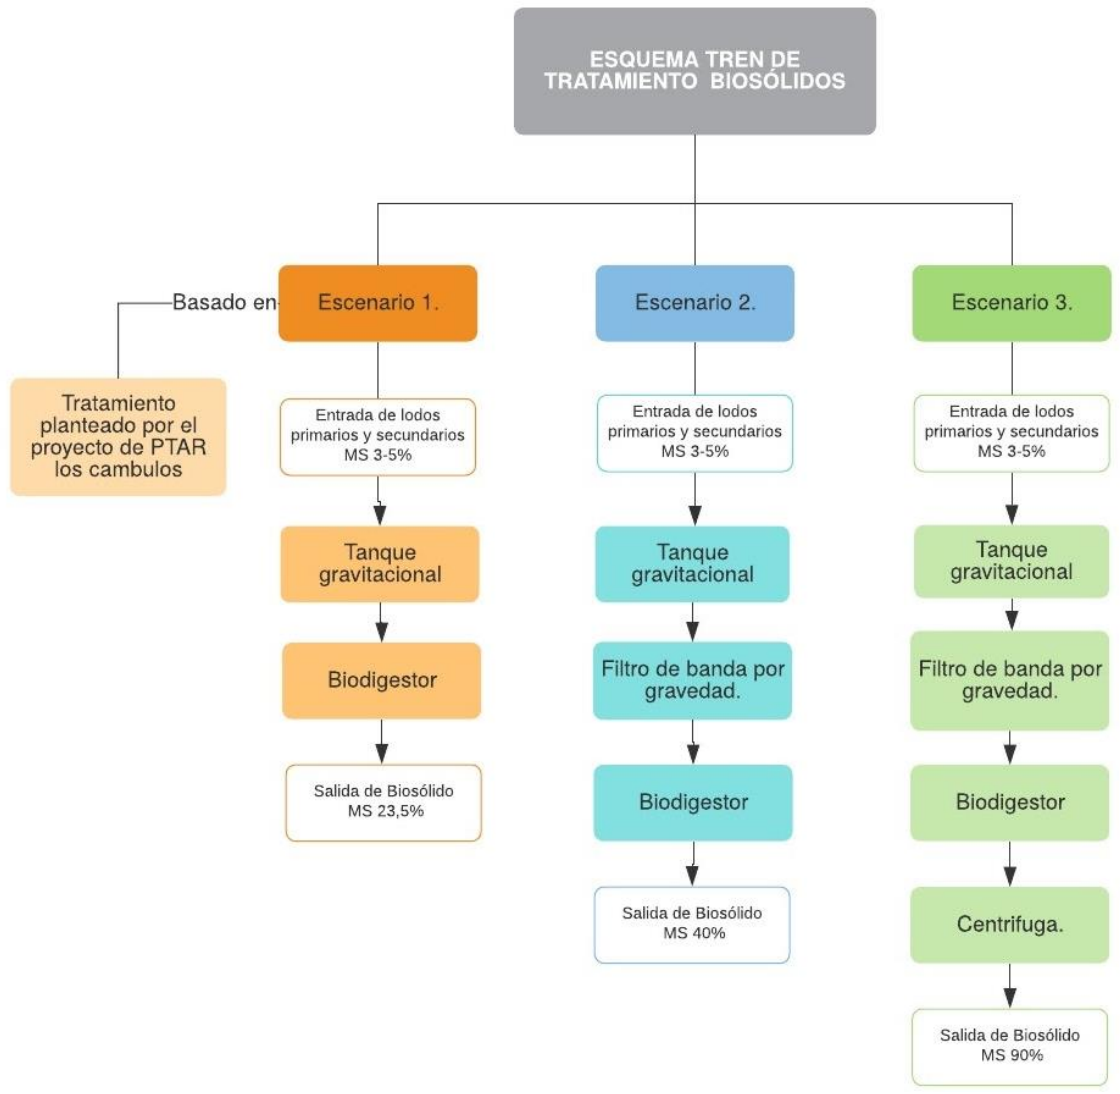 ESQUEMA TREN DE
TRATAMIENTO BIOSÓLIDOS
Basado en
Tratamiento
planteado por el
proyecto de PTAR
los cambulos
Escenario 1.
Entrada de lodos
primarios y secundarios
MS 3-5%
Tanque
gravitacional
Biodigestor
Salida de Biosólido
MS 23,5%
Escenario 2.
Entrada de lodos
primarios y secundarios
MS 3-5%
Tanque
gravitacional
Filtro de banda por
gravedad.
Biodigestor
Salida de Biosólido
MS 40%
Escenario 3.
Entrada de lodos
primarios y secundarios
MS 3-5%
Tanque
gravitacional
Filtro de banda por
gravedad.
Biodigestor
Centrifuga.
Salida de Biosólido
MS 90%